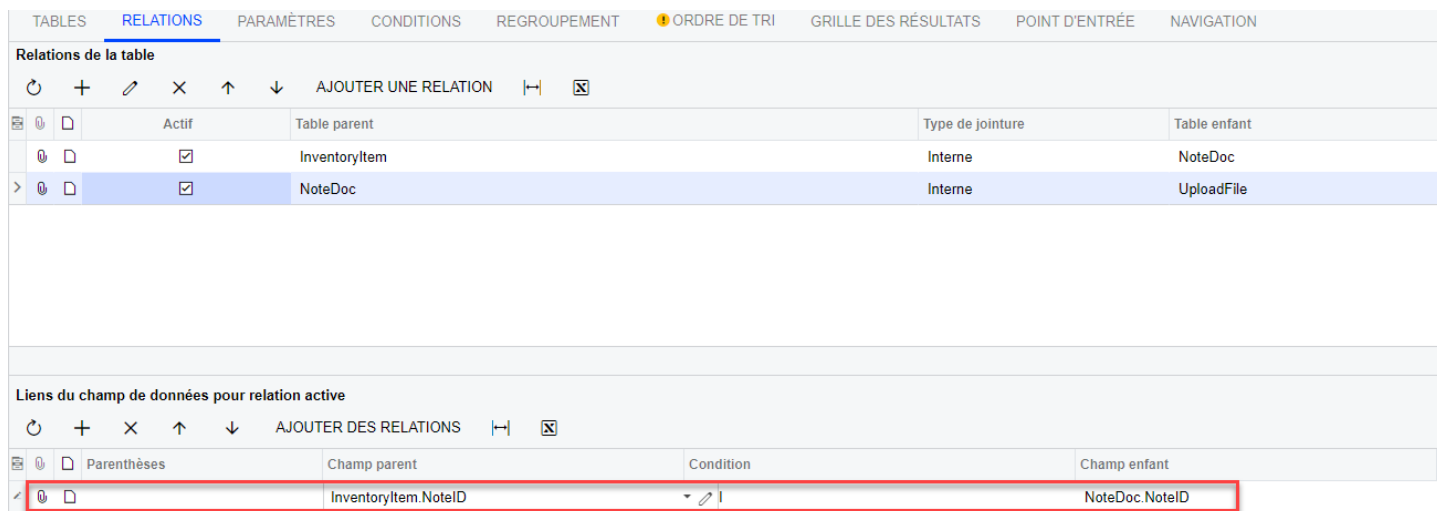 TABLES RELATIONS PARAMÈTRES CONDITIONS REGROUPEMENT ORDRE DE TRI GRILLE DES RÉSULTATS POINT D'ENTRÉE NAVIGATION
Relations de la table
AJOUTER UNE RELATION
Actif Table parent Type de jointure Table enfant
InventoryItem Interne NoteDoc
NoteDoc Interne UploadFile
Liens du champ de données pour relation active
AJOUTER DES RELATIONS
Parenthèses Champ parent Condition Champ enfant
InventoryItem.NoteID NoteDoc.NoteID